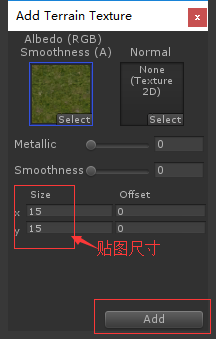 Add Terrain Texture
x
Albedo (RGB)
Smoothness (A) Normal
None
(Texture
2D)
Select Select
Metallic 0
Smoothness 0
Size Offset
x 15 0
y 15 0
贴图尺寸
Add